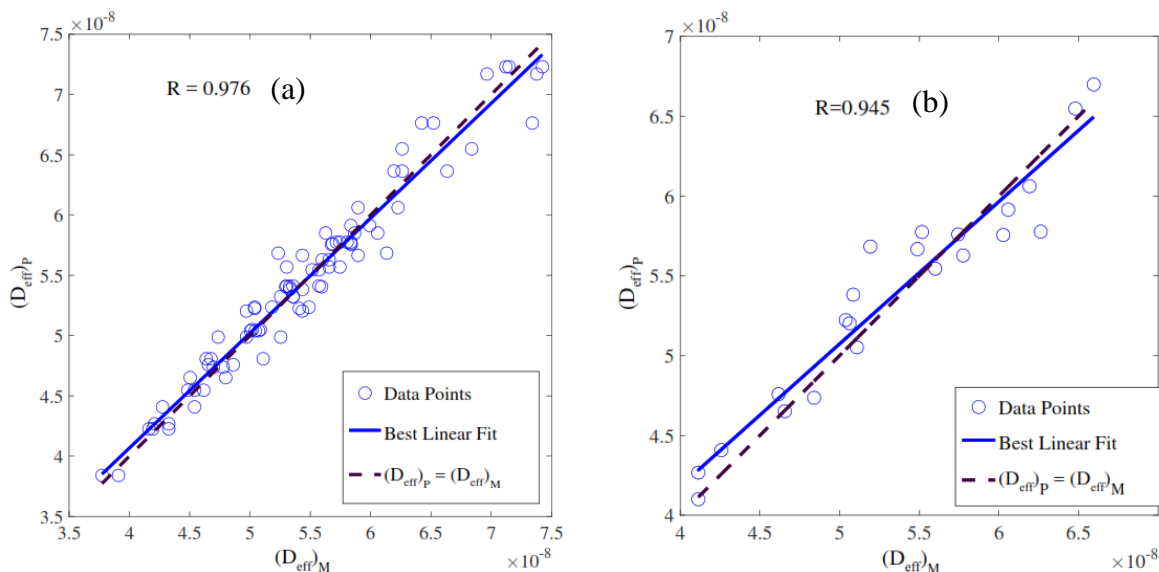 ×10⁻⁸
7.5
7
6.5
6
5.5
5
4.5
4
3.5
(D_eff)_P
R = 0.976 (a)
Data Points
Best Linear Fit
(D_eff)_P = (D_eff)_M
3.5 4 4.5 5 5.5 6 6.5 7 7.5
(D_eff)_M
×10⁻⁸
×10⁻⁸
7
6.5
6
5.5
5
4.5
4
(D_eff)_P
R=0.945 (b)
Data Points
Best Linear Fit
(D_eff)_P = (D_eff)_M
4 4.5 5 5.5 6 6.5
(D_eff)_M
×10⁻⁸